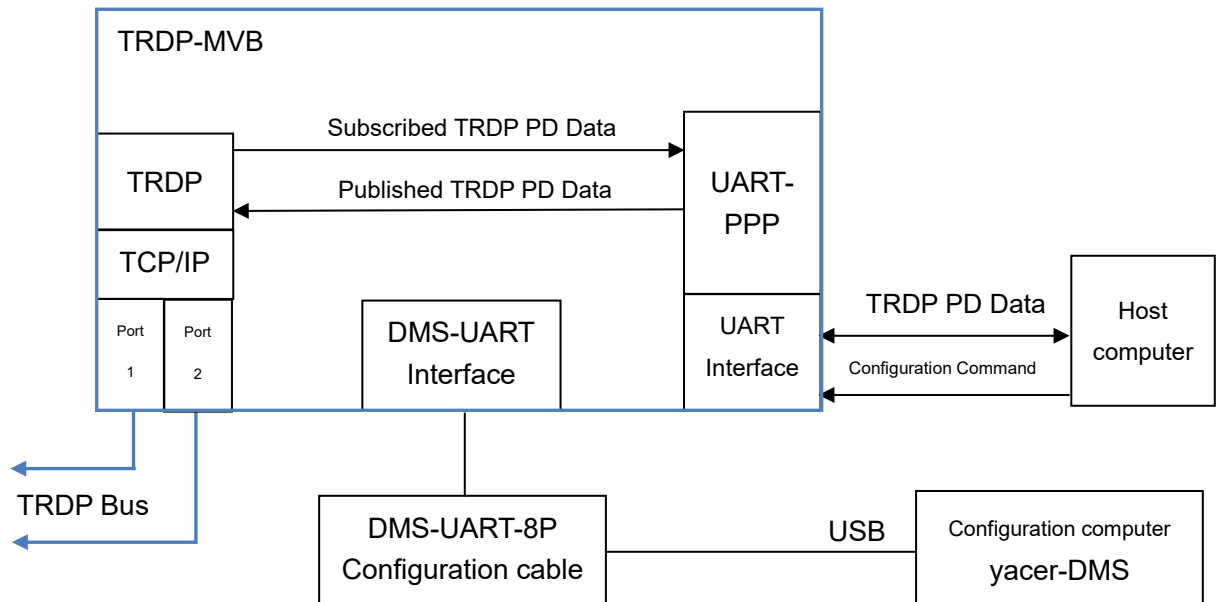 TRDP-MVB
Subscribed TRDP PD Data
TRDP
Published TRDP PD Data
UART-
PPP
TCP/IP
Port
1
Port
2
DMS-UART
Interface
UART
Interface
TRDP PD Data
Configuration Command
Host
computer
TRDP Bus
DMS-UART-8P
Configuration cable
USB
Configuration computer
yacer-DMS